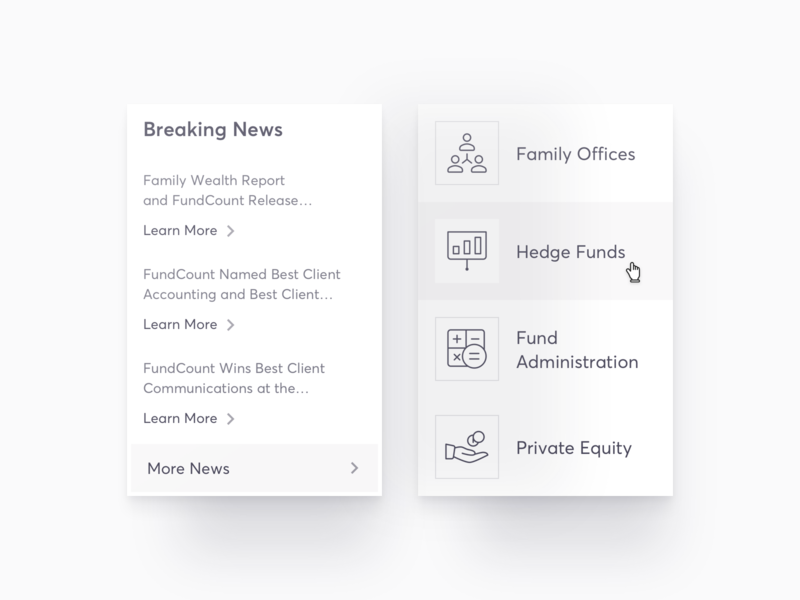 Breaking News
Family Wealth Report
and FundCount Release…
Learn More
FundCount Named Best Client
Accounting and Best Client…
Learn More
FundCount Wins Best Client
Communications at the…
Learn More
More News
Family Offices
Hedge Funds
Fund
Administration
Private Equity